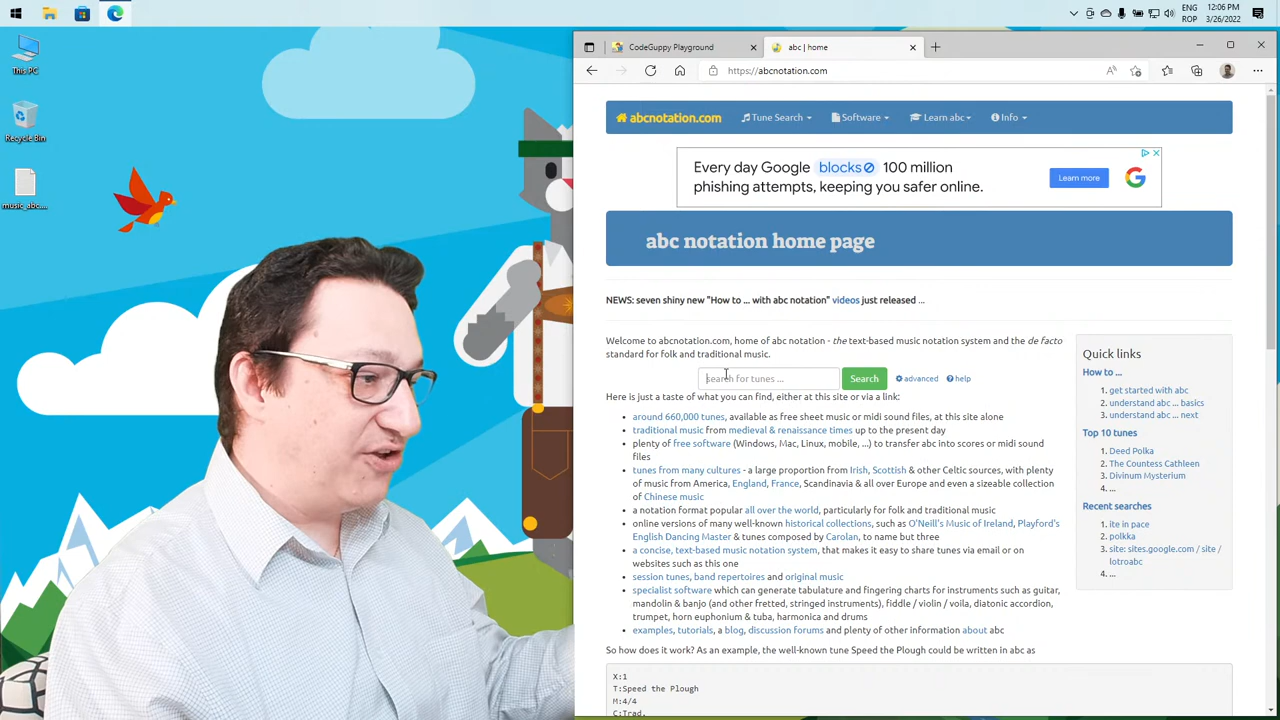 ENG
ROP
12:06 PM
3/26/2022
This PC
Recycle Bin
music_abc....
CodeGuppy Playground
abc | home
https://abcnotation.com
abcnotation.com
Tune Search
Software
Learn abc
Info
Every day Google blocks 100 million
phishing attempts, keeping you safer online.
Learn more
abc notation home page
NEWS: seven shiny new "How to ... with abc notation" videos just released ...
Welcome to abcnotation.com, home of abc notation - the text-based music notation system and the de facto
standard for folk and traditional music.
search for tunes ...
Search
advanced
help
Here is just a taste of what you can find, either at this site or via a link:
around 660,000 tunes, available as free sheet music or midi sound files, at this site alone
traditional music from medieval & renaissance times up to the present day
plenty of free software (Windows, Mac, Linux, mobile, ...) to transfer abc into scores or midi sound
files
tunes from many cultures - a large proportion from Irish, Scottish & other Celtic sources, with plenty
of music from America, England, France, Scandinavia & all over Europe and even a sizeable collection
of Chinese music
a notation format popular all over the world, particularly for folk and traditional music
online versions of many well-known historical collections, such as O'Neill's Music of Ireland, Playford's
English Dancing Master & tunes composed by Carolan, to name but three
a concise, text-based music notation system, that makes it easy to share tunes via email or on
websites such as this one
session tunes, band repertoires and original music
specialist software which can generate tabulature and fingering charts for instruments such as guitar,
mandolin & banjo (and other fretted, stringed instruments), fiddle / violin / voila, diatonic accordion,
trumpet, horn euphonium & tuba, harmonica and drums
examples, tutorials, a blog, discussion forums and plenty of other information about abc
So how does it work? As an example, the well-known tune Speed the Plough could be written in abc as
X:1
T:Speed the Plough
M:4/4
C:Trad.
Quick links
How to ...
1. get started with abc
2. understand abc ... basics
3. understand abc ... next
Top 10 tunes
1. Deed Polka
2. The Countess Cathleen
3. Divinum Mysterium
4. ...
Recent searches
1. ite in pace
2. polkka
3. site: sites.google.com / site /
lotroabc
4. ...